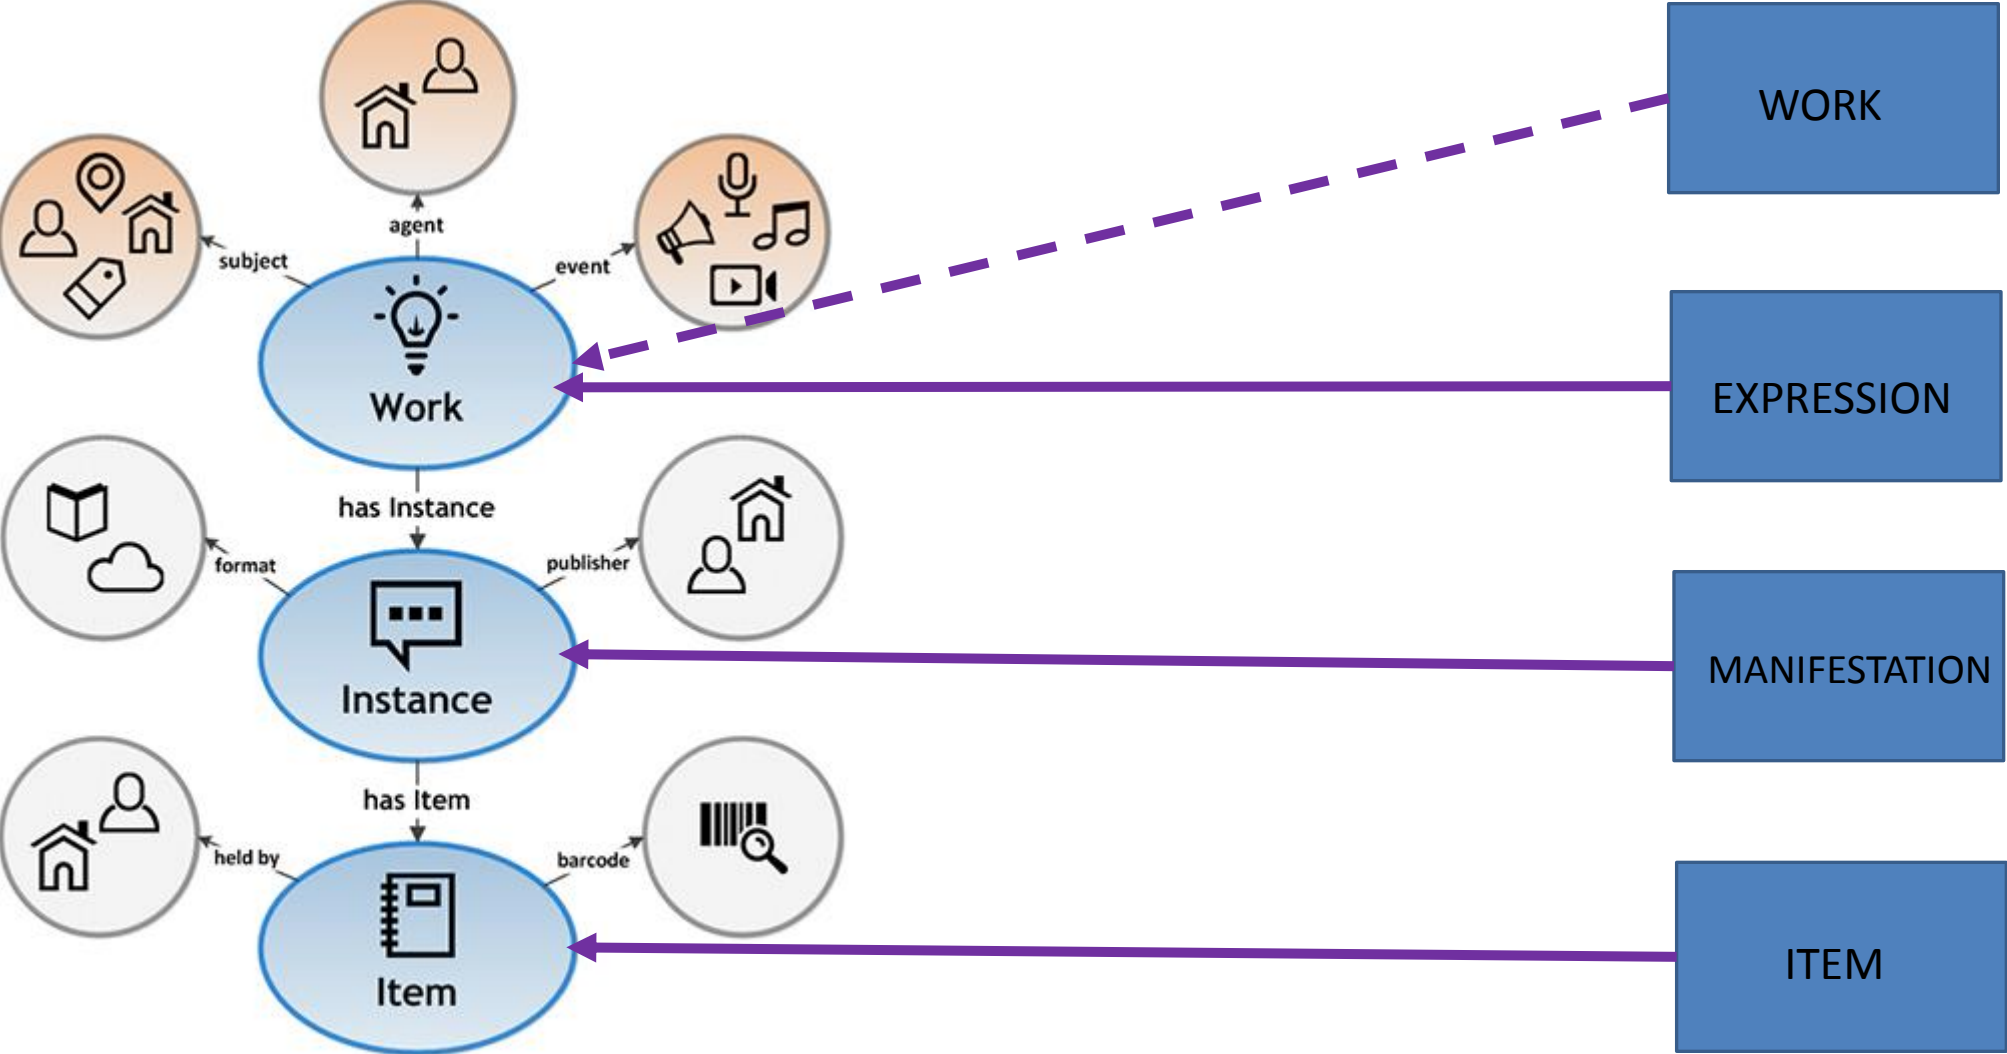 agent
subject
event
Work
has Instance
format
publisher
Instance
has Item
held by
barcode
Item
WORK
EXPRESSION
MANIFESTATION
ITEM